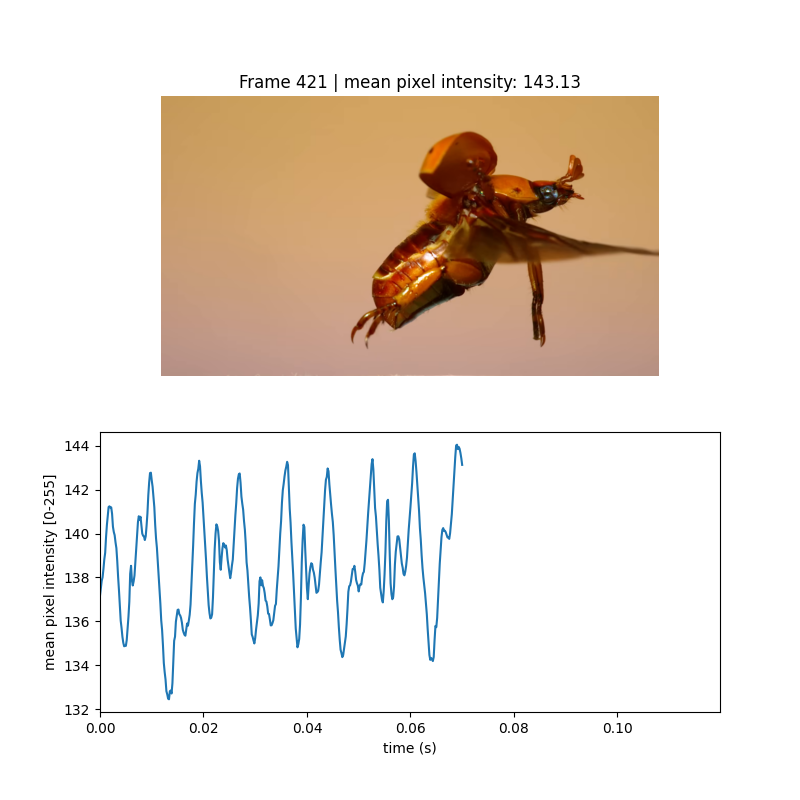 Frame 421 | mean pixel intensity: 143.13
mean pixel intensity [0-255]
144
142
140
138
136
134
132
0.00 0.02 0.04 0.06 0.08 0.10
time (s)